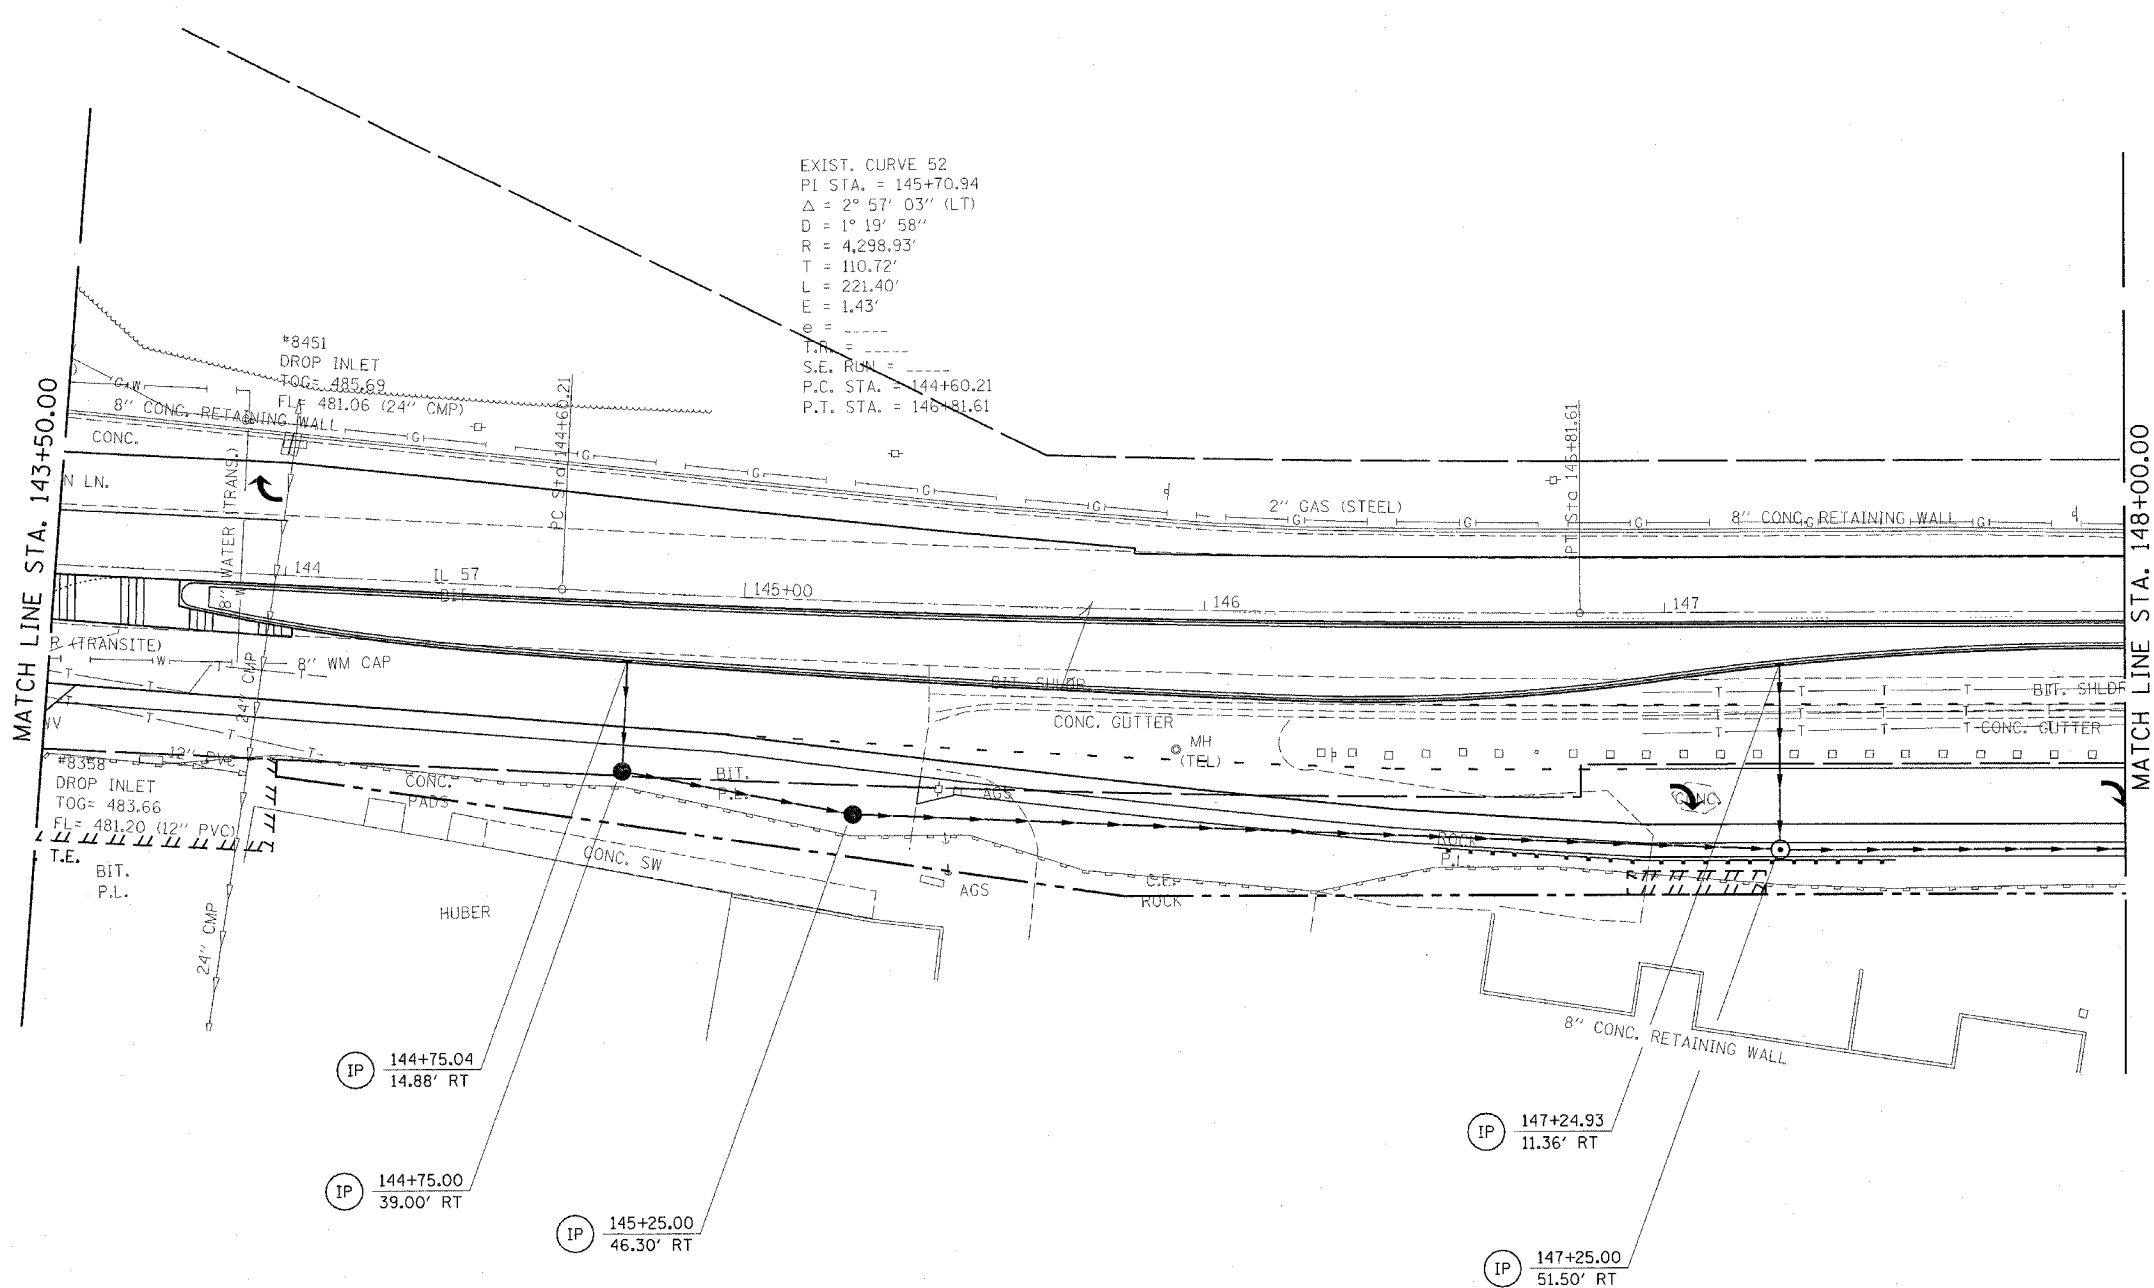 EXIST. CURVE 52
PI STA. = 145+70.94
Δ = 2° 57' 03" (LT)
D = 1° 19' 58"
R = 4,298.93'
T = 110.72'
L = 221.40'
E = 1.43'
e = _____
T.R. = _____
S.E. RUN = _____
P.C. STA. = 144+60.21
P.T. STA. = 146+81.61
#8451
DROP INLET
TOG= 485.69
FL= 481.06 (24" CMP)
8" CONC. RETAINING WALL
CONC.
N LN.
G W
G G G G G G
2" GAS (STEEL)
G G G G
8" CONC. RETAINING WALL
MATCH LINE STA. 143+50.00
MATCH LINE STA. 148+00.00
8" WATER (TRANS.)
W
PC Sta 144+60.21
PT Sta 146+81.61
144
IL 57
BIT.
145+00
146
147
R (TRANSITE)
W
T
8" WM CAP
T
24" CMP
T T T T T
WV
12" PVC
#8358
DROP INLET
TOG= 483.66
FL= 481.20 (12" PVC)
T.E.
BIT.
P.L.
24" CMP
CONC.
PADS
BIT.
P.L.
CONC. SW
HUBER
BIT. SHLDR
CONC. GUTTER
MH
(TEL)
AGS
AGS
C.E.
ROCK
ROCK
P.L.
CONC.
T T T T
BIT. SHLDR
T T T T
CONC. GUTTER
8" CONC. RETAINING WALL
IP
144+75.04
14.88' RT
IP
144+75.00
39.00' RT
IP
145+25.00
46.30' RT
IP
147+24.93
11.36' RT
IP
147+25.00
51.50' RT